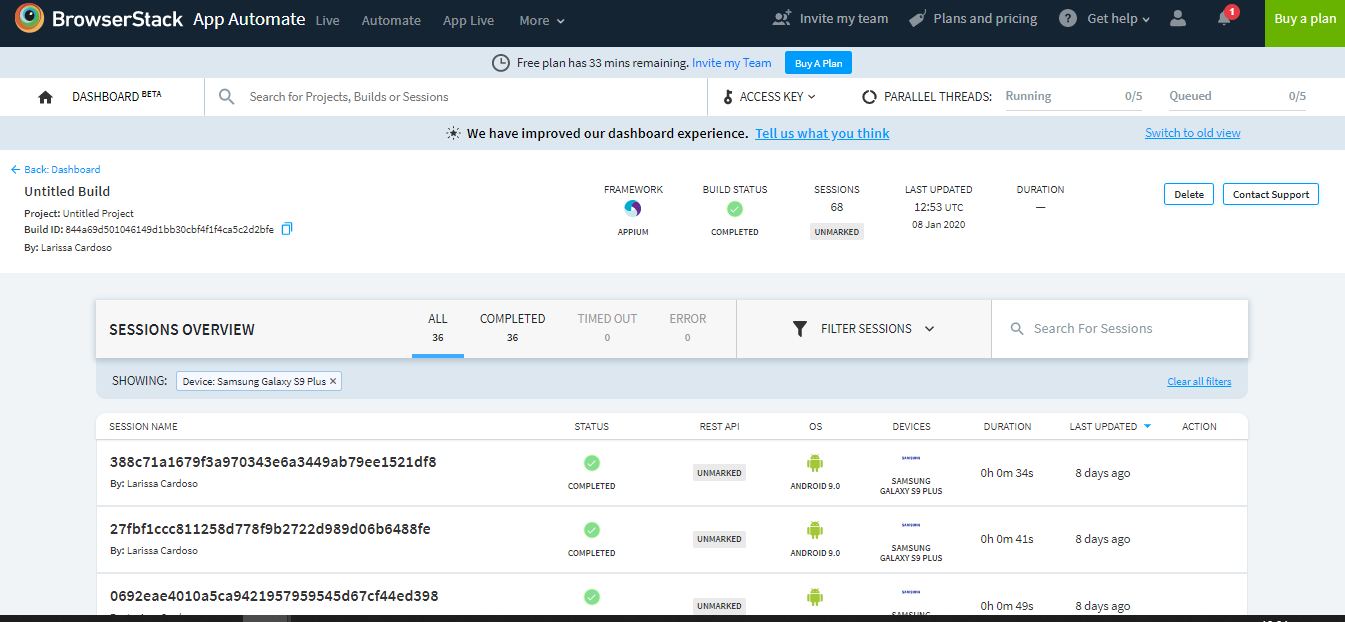 BrowserStack App Automate Live Automate App Live More Invite my team Plans and pricing ? Get help 1 Buy a plan
Free plan has 33 mins remaining. Invite my Team Buy A Plan
DASHBOARD BETA Search for Projects, Builds or Sessions ACCESS KEY PARALLEL THREADS: Running 0/5 Queued 0/5
We have improved our dashboard experience. Tell us what you think Switch to old view
← Back: Dashboard
Untitled Build
Project: Untitled Project
Build ID: 844a69d501046149d1bb30cbf4f1f4ca5c2d2bfe
By: Larissa Cardoso
FRAMEWORK BUILD STATUS SESSIONS LAST UPDATED DURATION
68 12:53 UTC —
APPIUM COMPLETED UNMARKED 08 Jan 2020
Delete Contact Support
SESSIONS OVERVIEW
ALL COMPLETED TIMED OUT ERROR
36 36 0 0
FILTER SESSIONS Search For Sessions
SHOWING: Device: Samsung Galaxy S9 Plus × Clear all filters
SESSION NAME STATUS REST API OS DEVICES DURATION LAST UPDATED ACTION
388c71a1679f3a970343e6a3449ab79ee1521df8
By: Larissa Cardoso
COMPLETED UNMARKED ANDROID 9.0 SAMSUNG
SAMSUNG
GALAXY S9 PLUS
0h 0m 34s 8 days ago
27fbf1ccc811258d778f9b2722d989d06b6488fe
By: Larissa Cardoso
COMPLETED UNMARKED ANDROID 9.0 SAMSUNG
SAMSUNG
GALAXY S9 PLUS
0h 0m 41s 8 days ago
0692eae4010a5ca9421957959545d67cf44ed398
UNMARKED SAMSUNG
SAMSUNG
0h 0m 49s 8 days ago